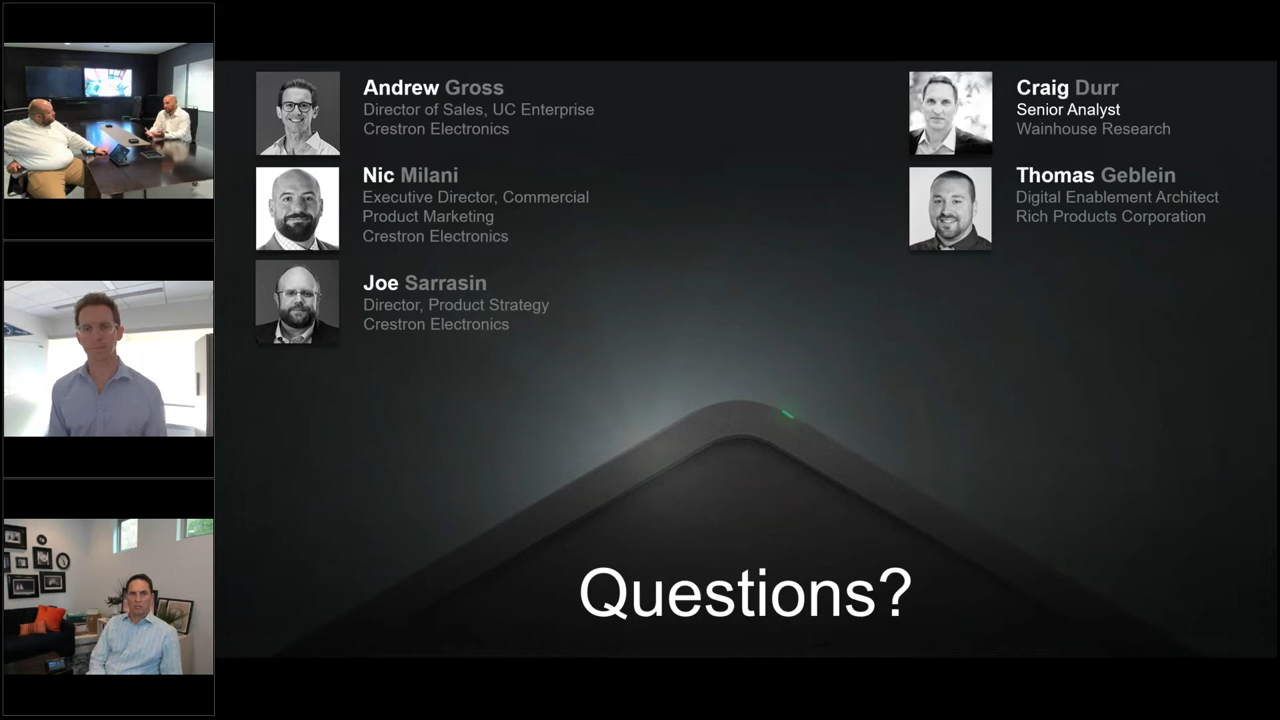 Andrew Gross
Director of Sales, UC Enterprise
Crestron Electronics
Nic Milani
Executive Director, Commercial
Product Marketing
Crestron Electronics
Joe Sarrasin
Director, Product Strategy
Crestron Electronics
Craig Durr
Senior Analyst
Wainhouse Research
Thomas Geblein
Digital Enablement Architect
Rich Products Corporation
Questions?